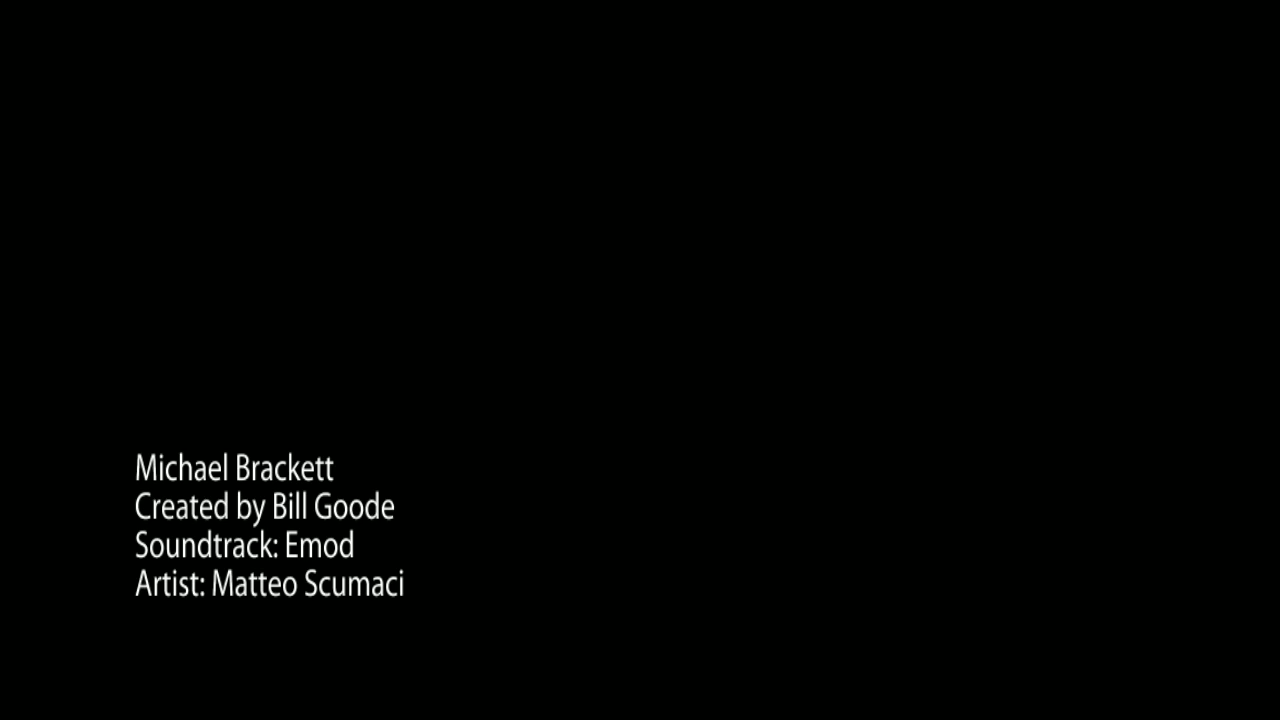 Michael Brackett
Created by Bill Goode
Soundtrack: Emod
Artist: Matteo Scumaci